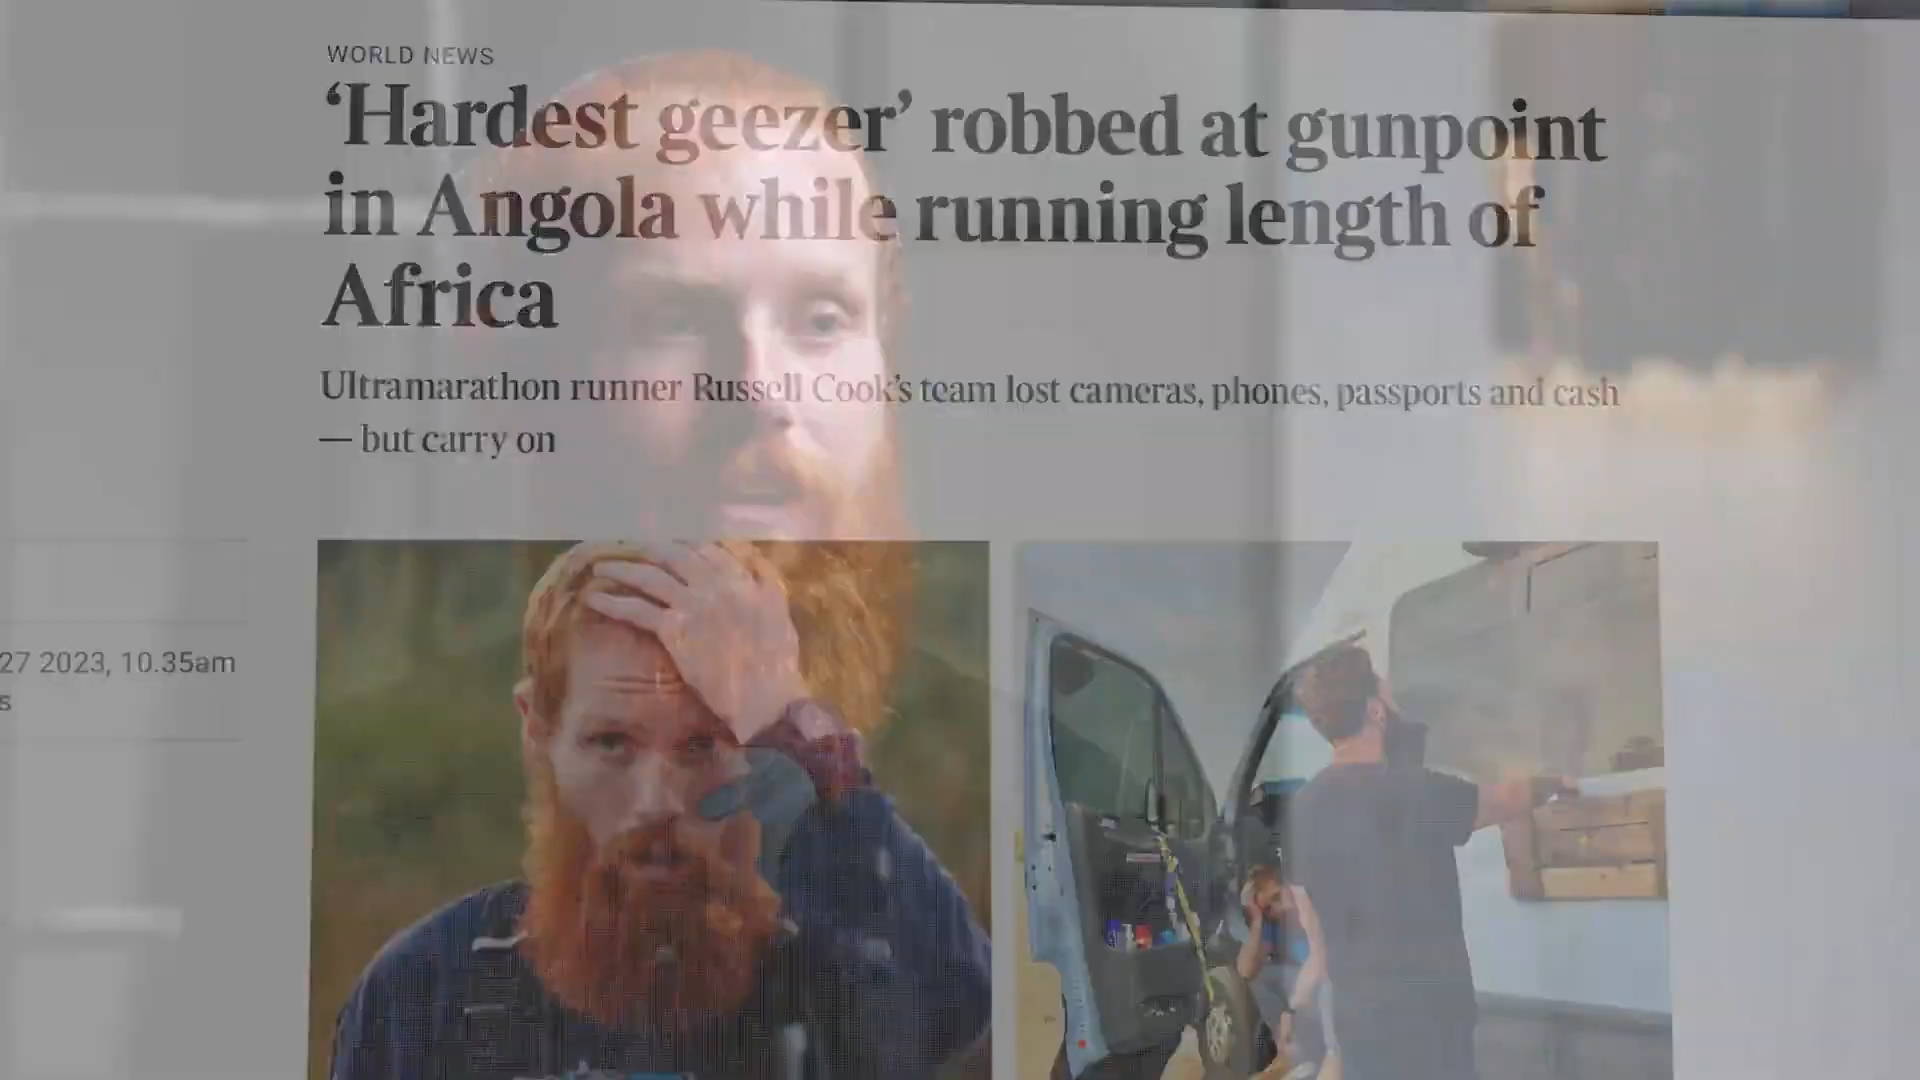 WORLD NEWS
‘Hardest geezer’ robbed at gunpoint
in Angola while running length of
Africa
Ultramarathon runner Russell Cook’s team lost cameras, phones, passports and cash
— but carry on
27 2023, 10.35am
s